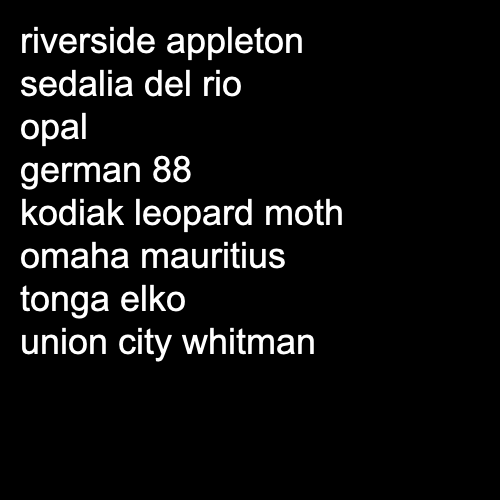 riverside appleton
sedalia del rio
opal
german 88
kodiak leopard moth
omaha mauritius
tonga elko
union city whitman